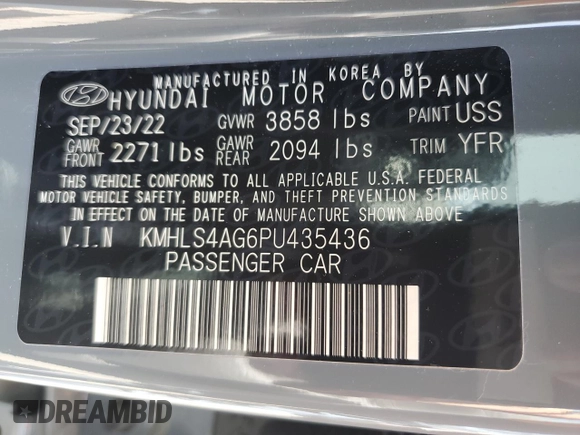 MANUFACTURED IN KOREA BY
HYUNDAI MOTOR COMPANY
SEP/23/22 GVWR 3858 lbs PAINT USS
GAWR FRONT 2271 lbs GAWR REAR 2094 lbs TRIM YFR
THIS VEHICLE CONFORMS TO ALL APPLICABLE U.S.A. FEDERAL
MOTOR VEHICLE SAFETY, BUMPER, AND THEFT PREVENTION STANDARDS
IN EFFECT ON THE DATE OF MANUFACTURE SHOWN ABOVE
V.I.N KMHLS4AG6PU435436
PASSENGER CAR
DREAMBID